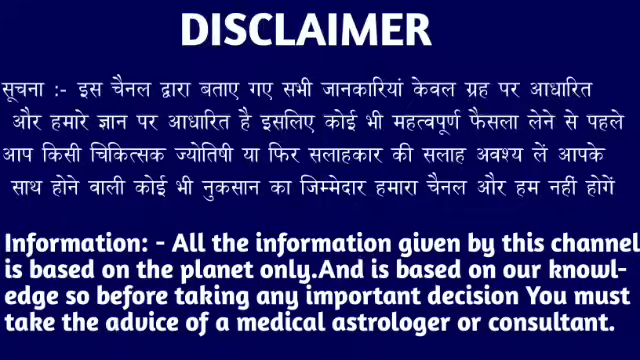 DISCLAIMER
सूचना :- इस चैनल द्वारा बताए गए सभी जानकारियां केवल ग्रह पर आधारित
और हमारे ज्ञान पर आधारित है इसलिए कोई भी महत्वपूर्ण फैसला लेने से पहले
आप किसी चिकित्सक ज्योतिषी या फिर सलाहकार की सलाह अवश्य लें आपके
साथ होने वाली कोई भी नुकसान का जिम्मेदार हमारा चैनल और हम नहीं होगें
Information: - All the information given by this channel
is based on the planet only.And is based on our knowl-
edge so before taking any important decision You must
take the advice of a medical astrologer or consultant.